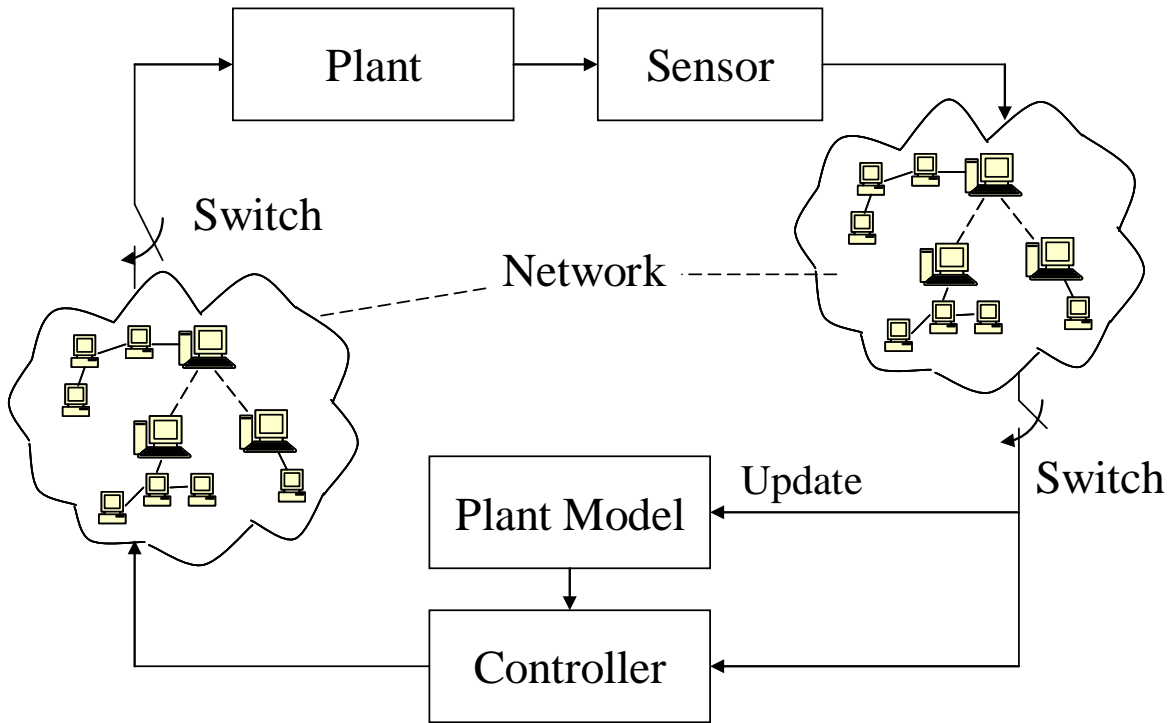 Plant
Sensor
Switch
Network
Update
Switch
Plant Model
Controller